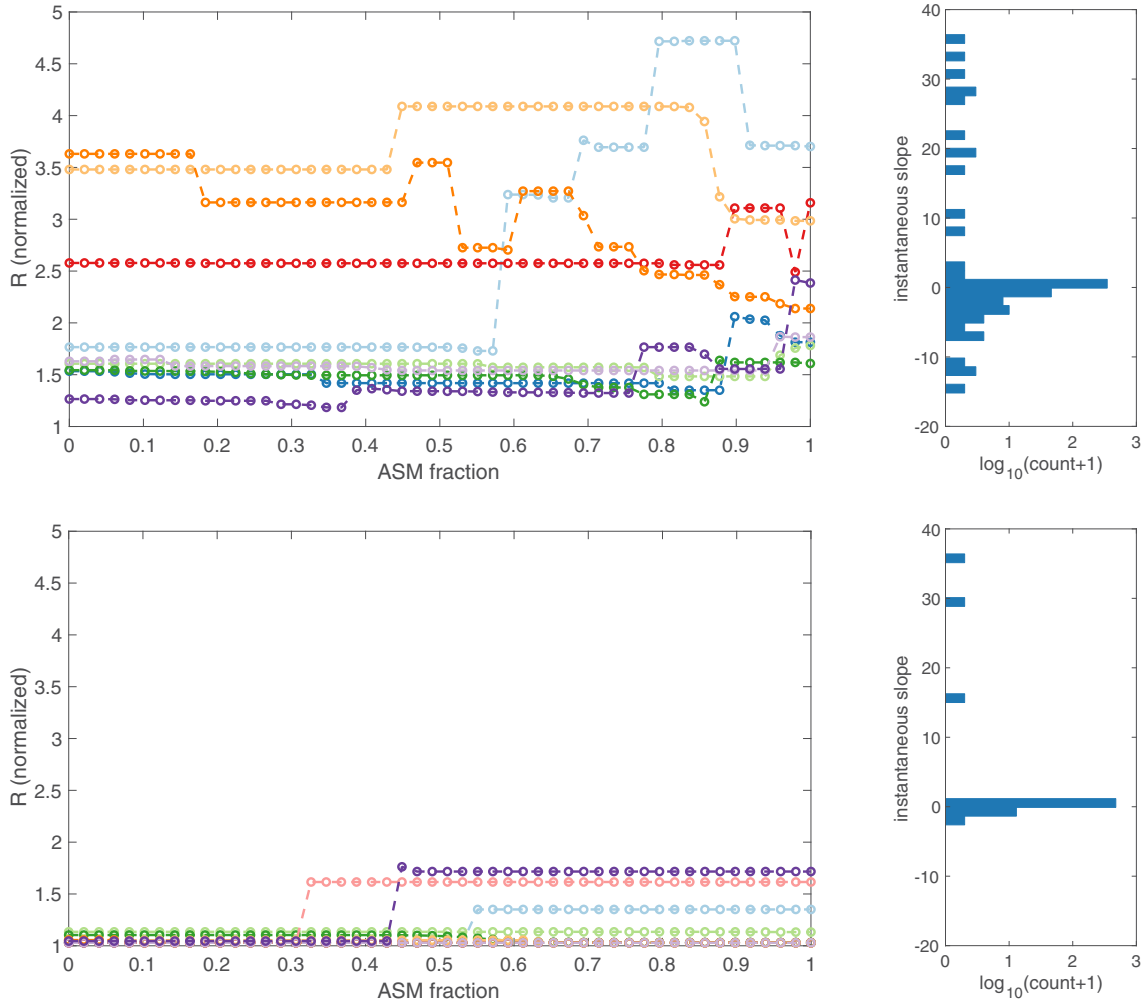 5
4.5
4
3.5
3
2.5
2
1.5
1
R (normalized)
0 0.1 0.2 0.3 0.4 0.5 0.6 0.7 0.8 0.9 1
ASM fraction
40
30
20
10
0
-10
-20
instantaneous slope
0 1 2 3
log10(count+1)
5
4.5
4
3.5
3
2.5
2
1.5
1
R (normalized)
0 0.1 0.2 0.3 0.4 0.5 0.6 0.7 0.8 0.9 1
ASM fraction
40
30
20
10
0
-10
-20
instantaneous slope
0 1 2 3
log10(count+1)